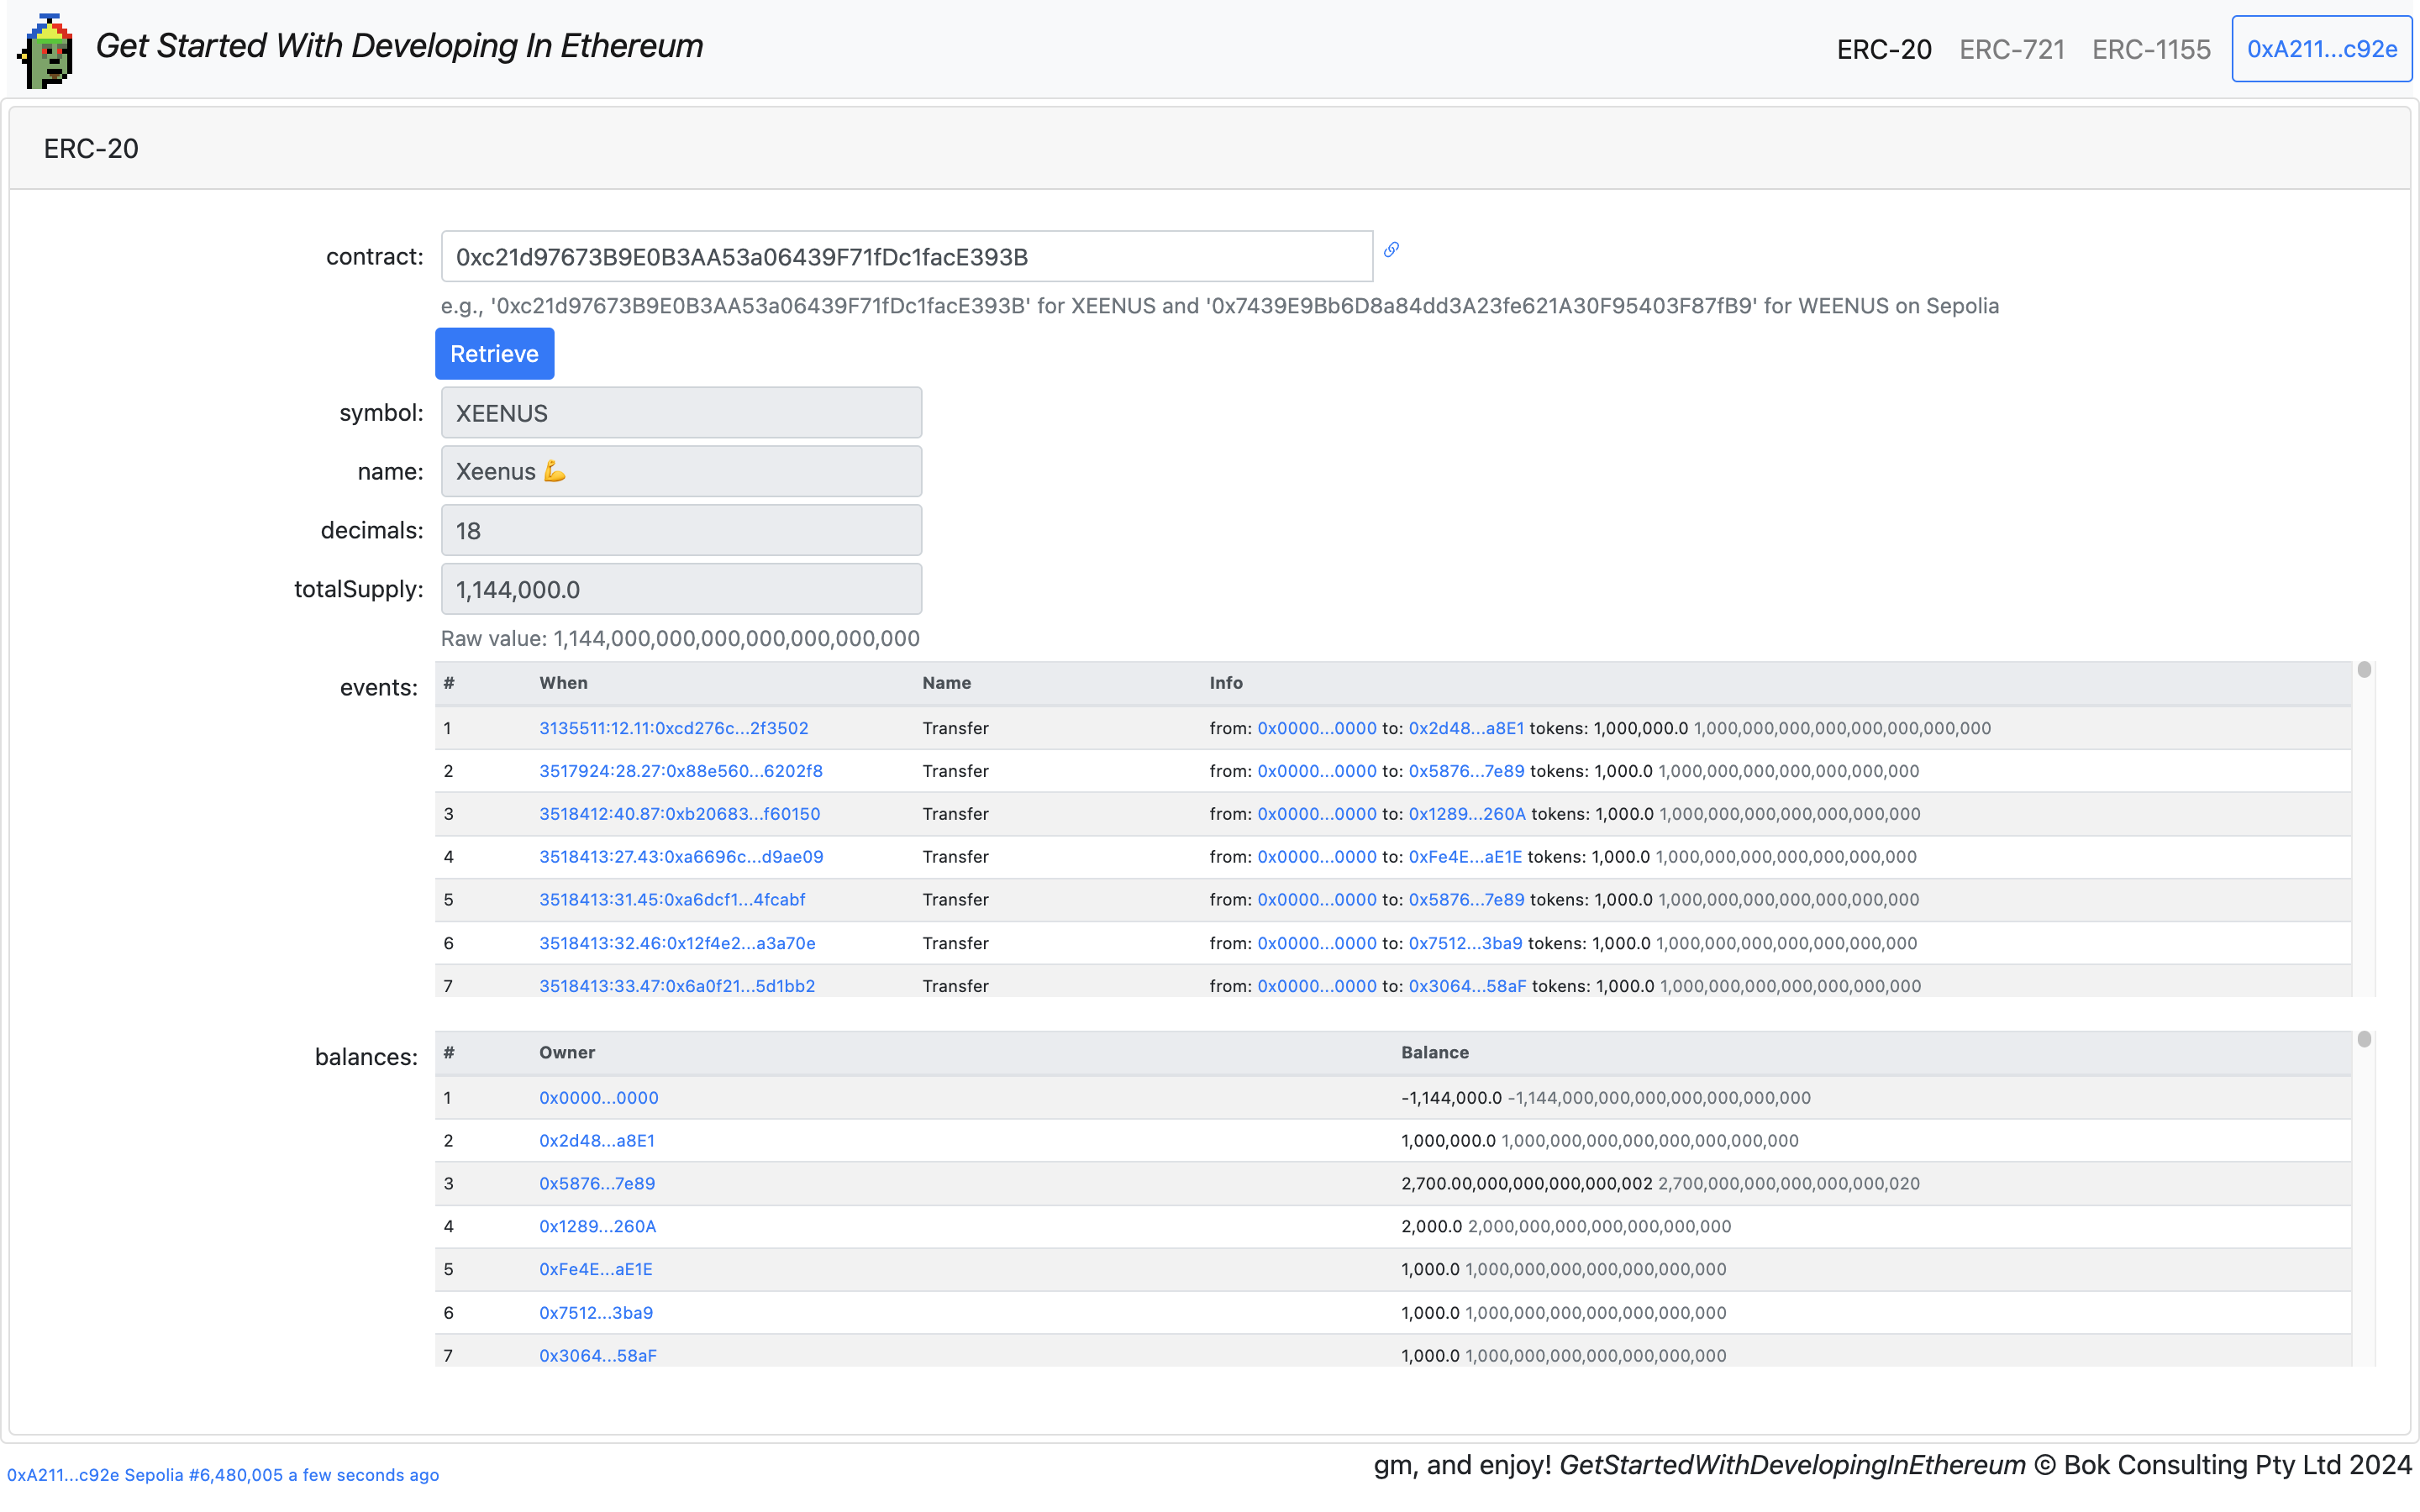 Get Started With Developing In Ethereum ERC-20 ERC-721 ERC-1155 0xA211...c92e
ERC-20
contract: 0xc21d97673B9E0B3AA53a06439F71fDc1facE393B
e.g., '0xc21d97673B9E0B3AA53a06439F71fDc1facE393B' for XEENUS and '0x7439E9Bb6D8a84dd3A23fe621A30F95403F87fB9' for WEENUS on Sepolia
Retrieve
symbol: XEENUS
name: Xeenus 💪
decimals: 18
totalSupply: 1,144,000.0
Raw value: 1,144,000,000,000,000,000,000,000
events: # When Name Info
1 3135511:12.11:0xcd276c...2f3502 Transfer from: 0x0000...0000 to: 0x2d48...a8E1 tokens: 1,000,000.0 1,000,000,000,000,000,000,000,000
2 3517924:28.27:0x88e560...6202f8 Transfer from: 0x0000...0000 to: 0x5876...7e89 tokens: 1,000.0 1,000,000,000,000,000,000,000
3 3518412:40.87:0xb20683...f60150 Transfer from: 0x0000...0000 to: 0x1289...260A tokens: 1,000.0 1,000,000,000,000,000,000,000
4 3518413:27.43:0xa6696c...d9ae09 Transfer from: 0x0000...0000 to: 0xFe4E...aE1E tokens: 1,000.0 1,000,000,000,000,000,000,000
5 3518413:31.45:0xa6dcf1...4fcabf Transfer from: 0x0000...0000 to: 0x5876...7e89 tokens: 1,000.0 1,000,000,000,000,000,000,000
6 3518413:32.46:0x12f4e2...a3a70e Transfer from: 0x0000...0000 to: 0x7512...3ba9 tokens: 1,000.0 1,000,000,000,000,000,000,000
7 3518413:33.47:0x6a0f21...5d1bb2 Transfer from: 0x0000...0000 to: 0x3064...58aF tokens: 1,000.0 1,000,000,000,000,000,000,000
balances: # Owner Balance
1 0x0000...0000 -1,144,000.0 -1,144,000,000,000,000,000,000,000
2 0x2d48...a8E1 1,000,000.0 1,000,000,000,000,000,000,000,000
3 0x5876...7e89 2,700.00,000,000,000,000,002 2,700,000,000,000,000,000,020
4 0x1289...260A 2,000.0 2,000,000,000,000,000,000,000
5 0xFe4E...aE1E 1,000.0 1,000,000,000,000,000,000,000
6 0x7512...3ba9 1,000.0 1,000,000,000,000,000,000,000
7 0x3064...58aF 1,000.0 1,000,000,000,000,000,000,000
gm, and enjoy! GetStartedWithDevelopingInEthereum © Bok Consulting Pty Ltd 2024
0xA211...c92e Sepolia #6,480,005 a few seconds ago